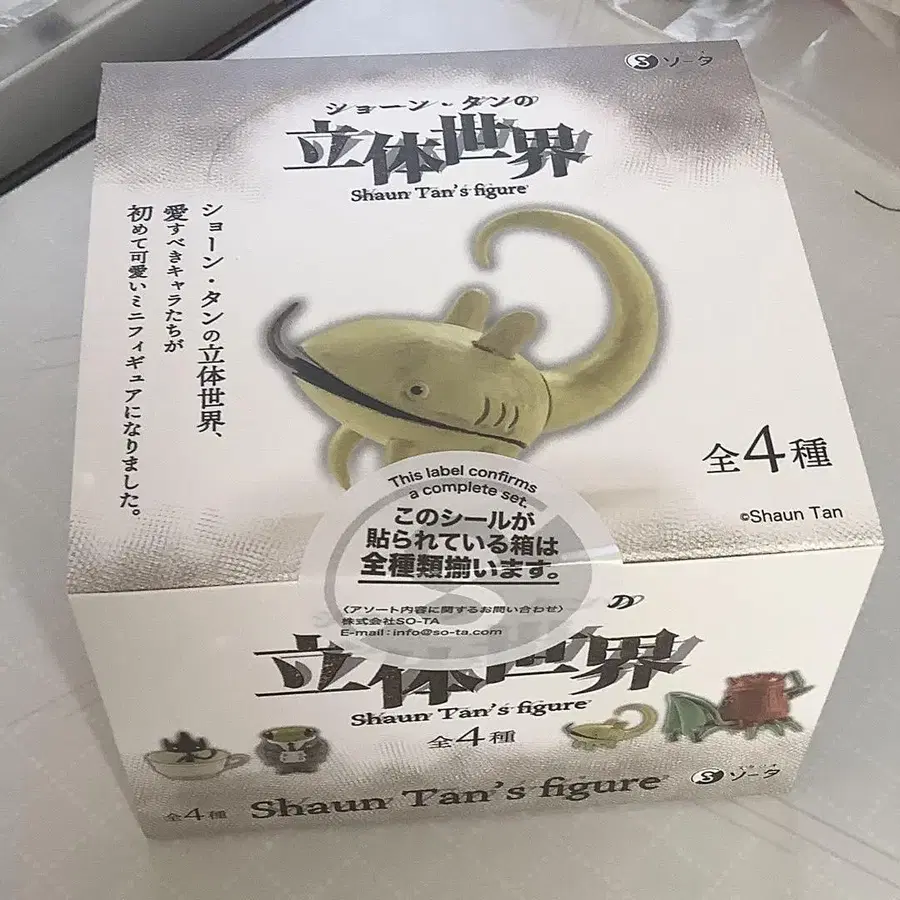 ソータ
ショーン・タンの
立体世界
Shaun Tan's figure
ショーン・タンの立体世界、
愛すべきキャラたちが
初めて可愛いミニフィギュアになりました。
全4種
©Shaun Tan
This label confirms
a complete set.
このシールが
貼られている箱は
全種類揃います。
〈アソート内容に関するお問い合わせ〉
株式会社SO-TA
E-mail:info@so-ta.com
の
立体世界
Shaun Tan's figure
全4種
全4種 Shaun Tan's figure
ソータ